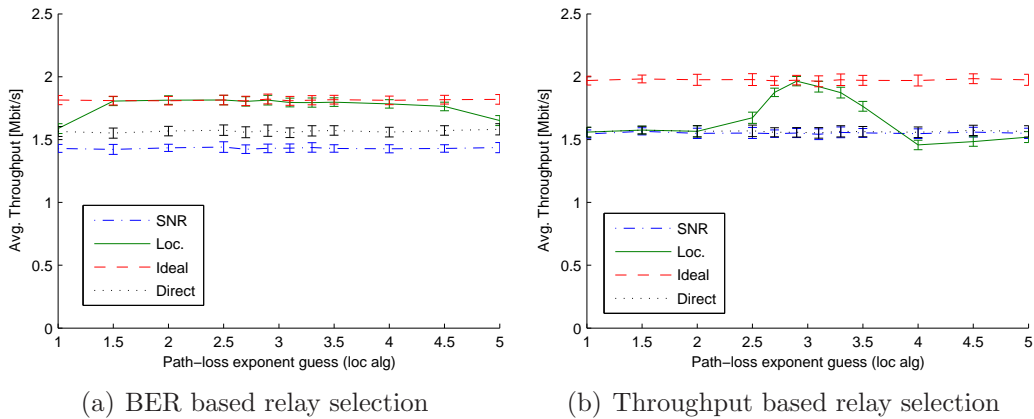 2.5
2
1.5
1
0.5
0
Avg. Throughput [Mbit/s]
SNR
Loc.
Ideal
Direct
1 1.5 2 2.5 3 3.5 4 4.5 5
Path-loss exponent guess (loc alg)
(a) BER based relay selection
2.5
2
1.5
1
0.5
0
Avg. Throughput [Mbit/s]
SNR
Loc.
Ideal
Direct
1 1.5 2 2.5 3 3.5 4 4.5 5
Path-loss exponent guess (loc alg)
(b) Throughput based relay selection